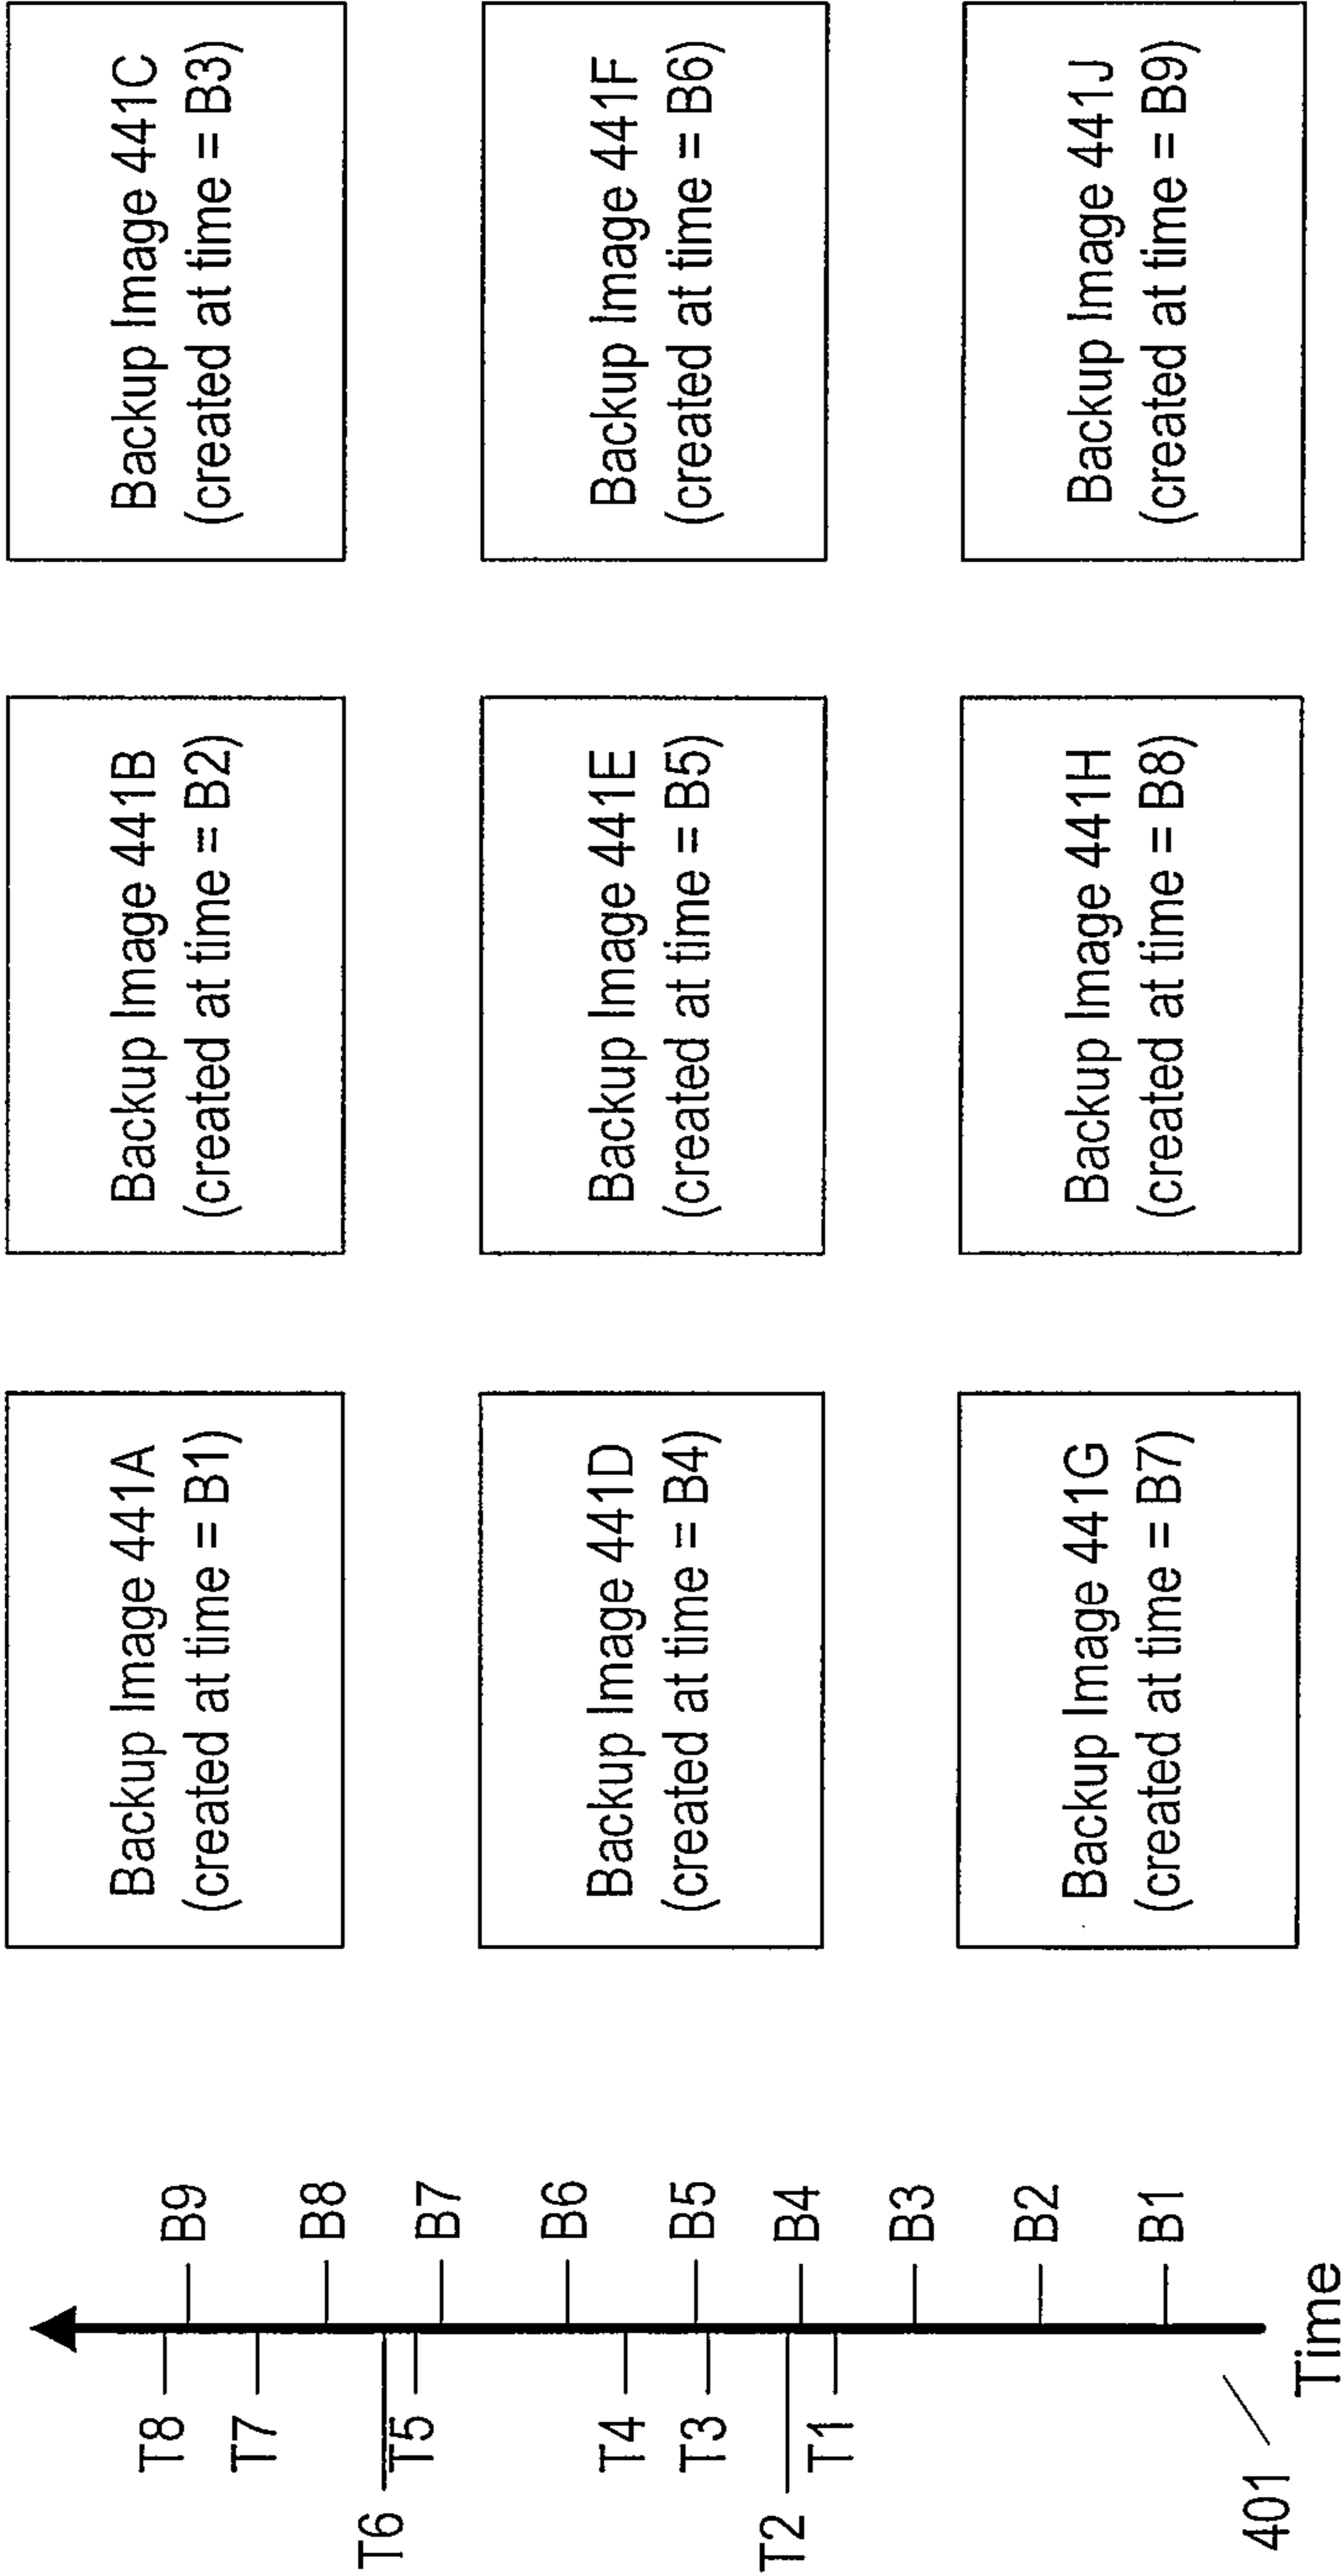 T8
B9
T7
B8
T6
T5
B7
B6
T4
B5
T3
T2
B4
T1
B3
B2
B1
401
Time
Backup Image 441A
(created at time = B1)
Backup Image 441B
(created at time = B2)
Backup Image 441C
(created at time = B3)
Backup Image 441D
(created at time = B4)
Backup Image 441E
(created at time = B5)
Backup Image 441F
(created at time = B6)
Backup Image 441G
(created at time = B7)
Backup Image 441H
(created at time = B8)
Backup Image 441J
(created at time = B9)